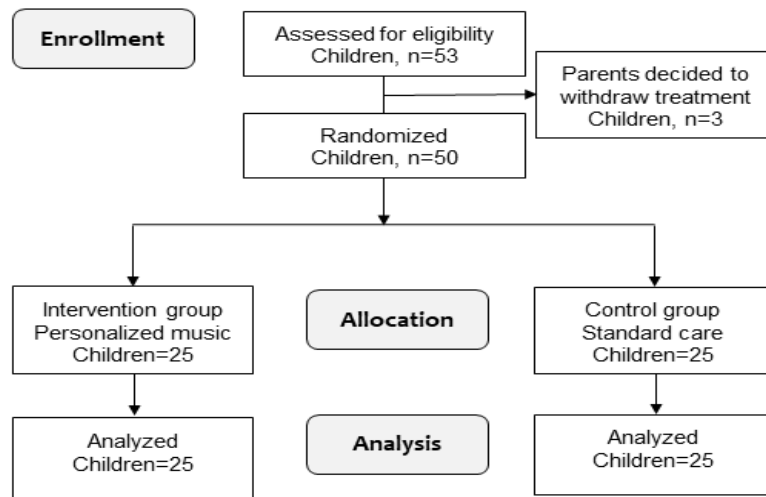 Enrollment
Assessed for eligibility
Children, n=53
Parents decided to
withdraw treatment
Children, n=3
Randomized
Children, n=50
Intervention group
Personalized music
Children=25
Allocation
Control group
Standard care
Children=25
Analyzed
Children=25
Analysis
Analyzed
Children=25